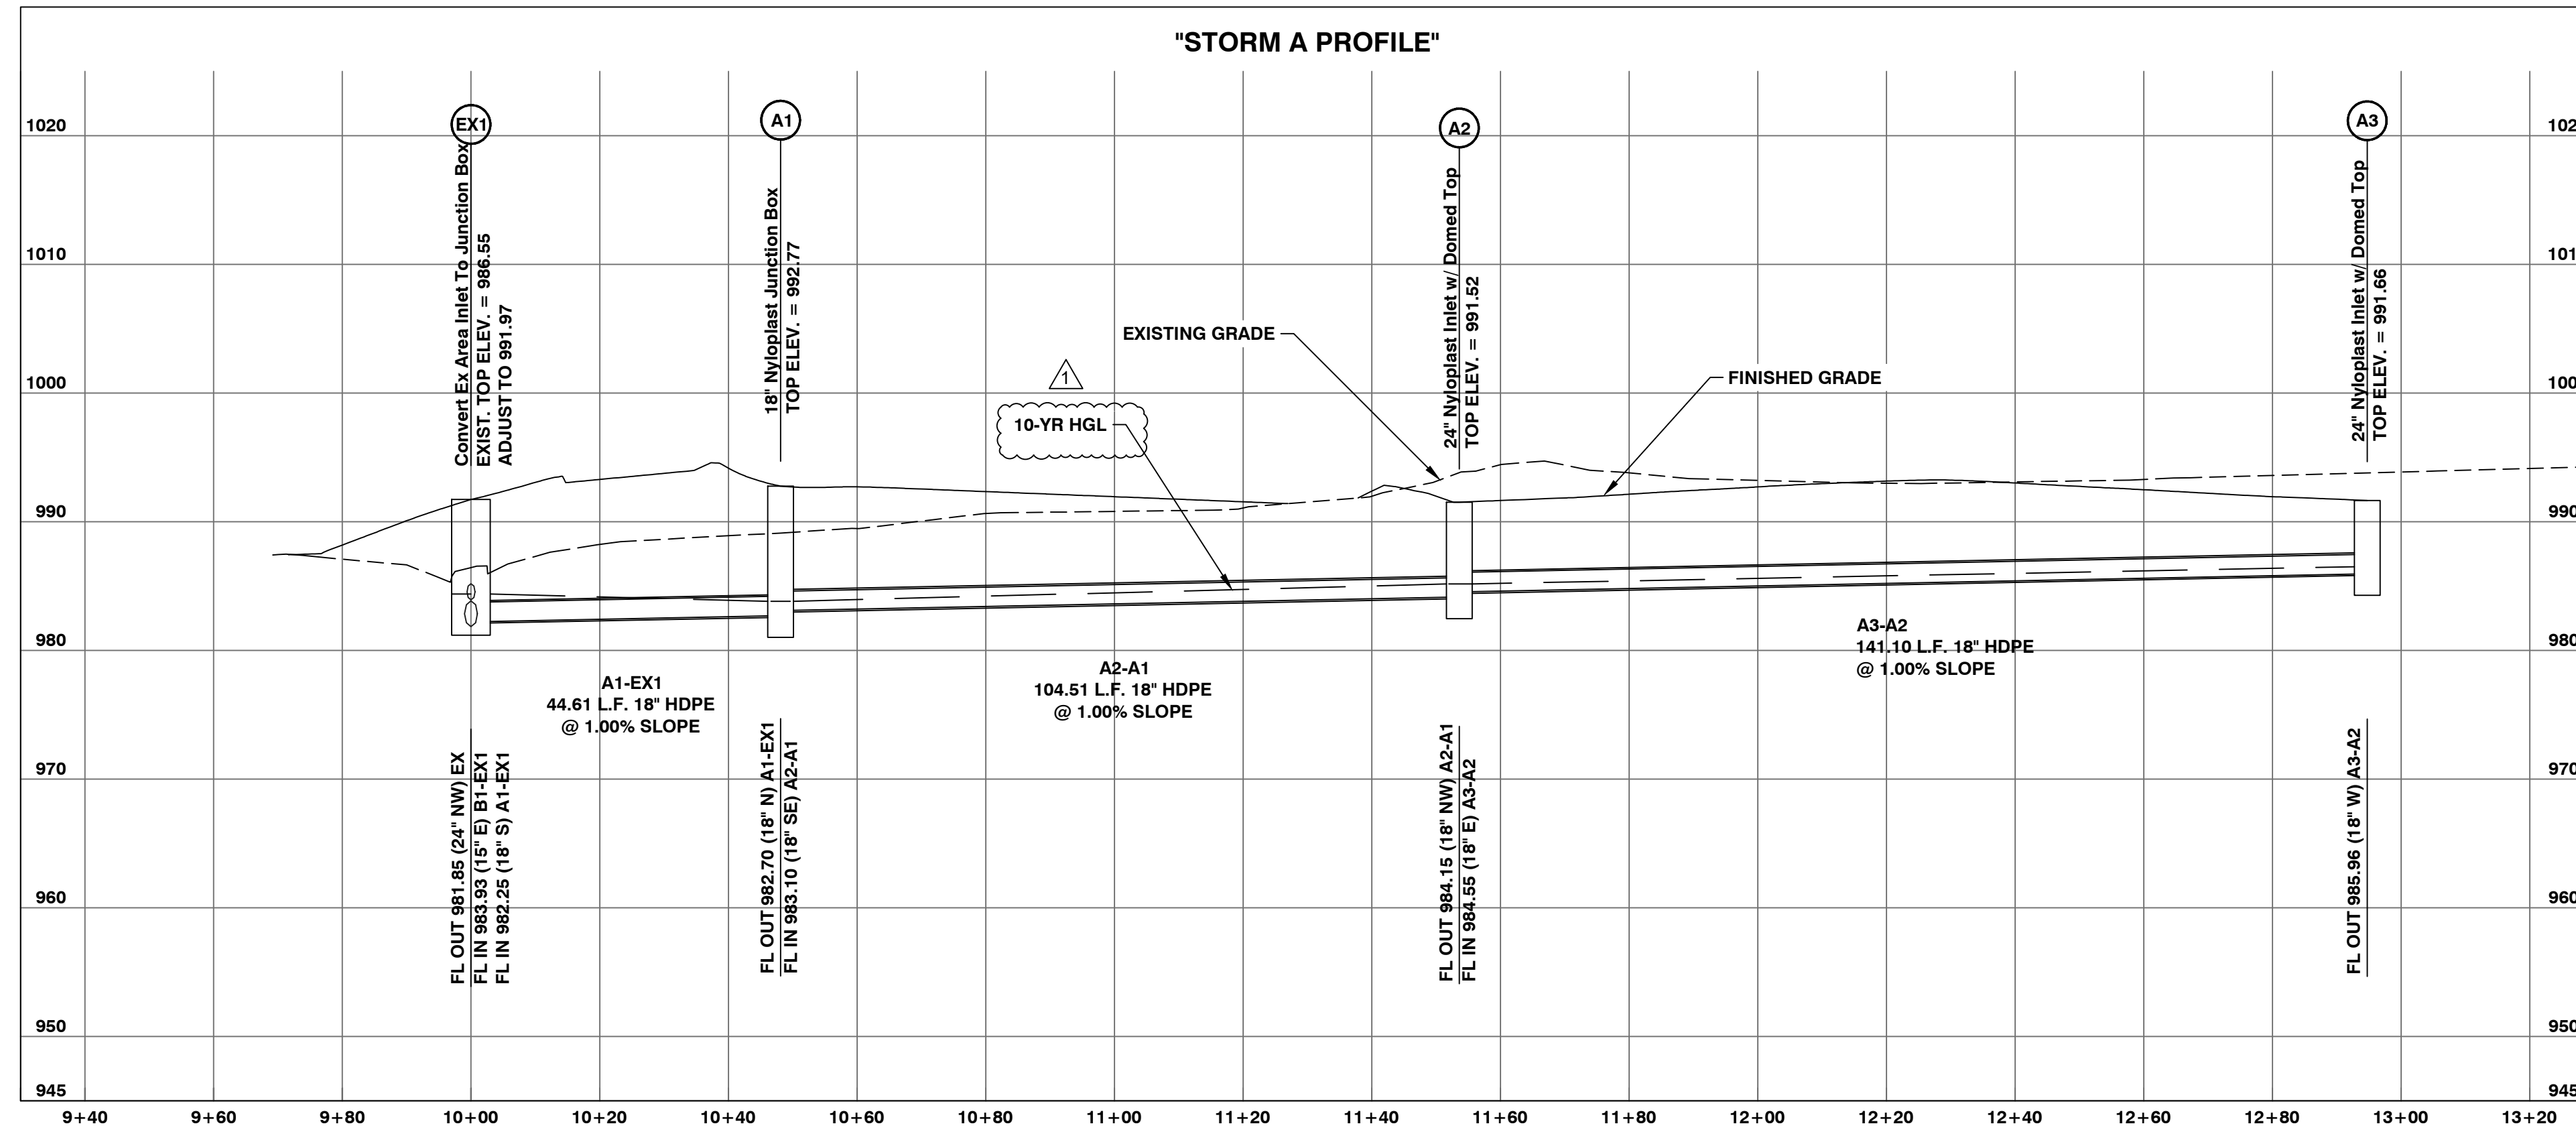 "STORM A PROFILE"
EX1
A1
A2
A3
Convert Ex Area Inlet To Junction Box
EXIST. TOP ELEV. = 986.55
ADJUST TO 991.97
18" Nyloplast Junction Box
TOP ELEV. = 992.77
24" Nyloplast Inlet w/ Domed Top
TOP ELEV. = 991.52
24" Nyloplast Inlet w/ Domed Top
TOP ELEV. = 991.66
EXISTING GRADE
FINISHED GRADE
1
10-YR HGL
A1-EX1
44.61 L.F. 18" HDPE
@ 1.00% SLOPE
A2-A1
104.51 L.F. 18" HDPE
@ 1.00% SLOPE
A3-A2
141.10 L.F. 18" HDPE
@ 1.00% SLOPE
FL OUT 981.85 (24" NW) EX
FL IN 983.93 (15" E) B1-EX1
FL IN 982.25 (18" S) A1-EX1
FL OUT 982.70 (18" N) A1-EX1
FL IN 983.10 (18" SE) A2-A1
FL OUT 984.15 (18" NW) A2-A1
FL IN 984.55 (18" E) A3-A2
FL OUT 985.96 (18" W) A3-A2
1020
1010
1000
990
980
970
960
950
945
102
101
100
990
980
970
960
950
945
9+40 9+60 9+80 10+00 10+20 10+40 10+60 10+80 11+00 11+20 11+40 11+60 11+80 12+00 12+20 12+40 12+60 12+80 13+00 13+20